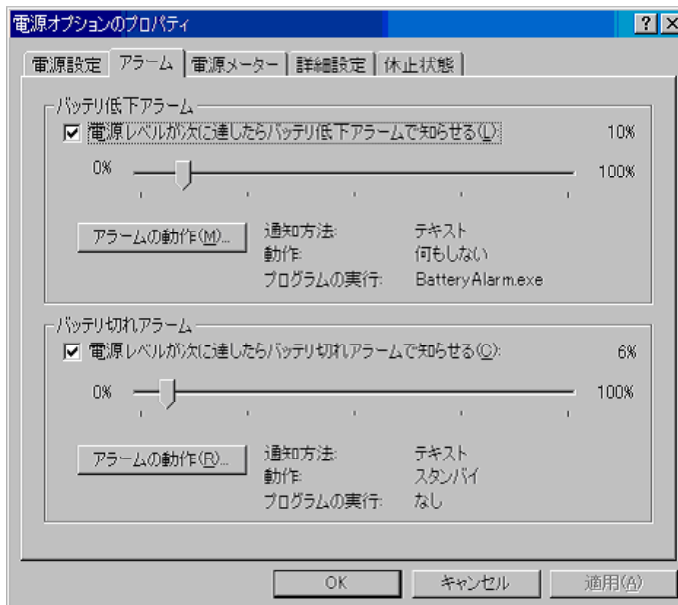 電源オプションのプロパティ
電源設定 アラーム 電源メーター 詳細設定 休止状態
バッテリ低下アラーム
電源レベルが次に達したらバッテリ低下アラームで知らせる(L): 10%
0% 100%
アラームの動作(M)... 通知方法: テキスト
動作: 何もしない
プログラムの実行: BatteryAlarm.exe
バッテリ切れアラーム
電源レベルが次に達したらバッテリ切れアラームで知らせる(C): 6%
0% 100%
アラームの動作(R)... 通知方法: テキスト
動作: スタンバイ
プログラムの実行: なし
OK キャンセル 適用(A)